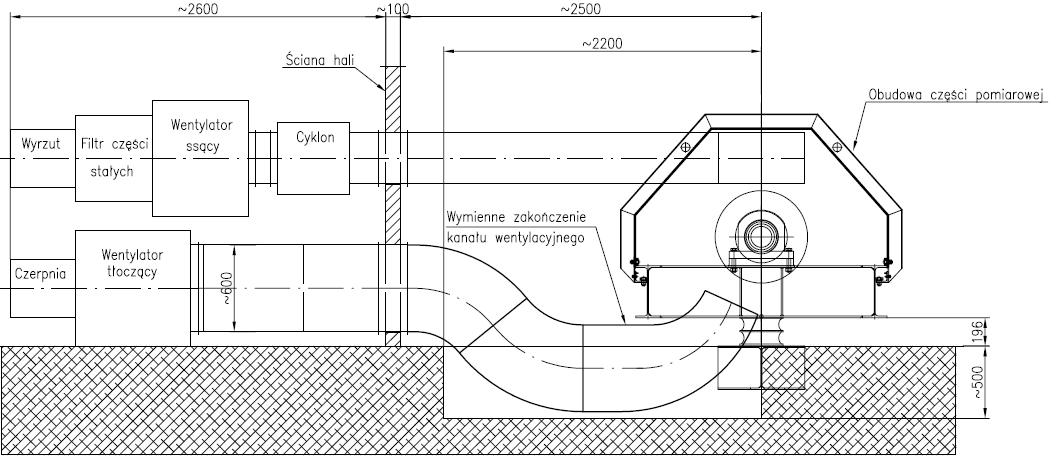 ~2600
~100
~2500
~2200
Ściana hali
Obudowa części pomiarowej
Wyrzut
Filtr części
stałych
Wentylator
ssący
Cyklon
Wymienne zakończenie
kanału wentylacyjnego
Czerpnia
Wentylator
tłoczący
~600
196
~500